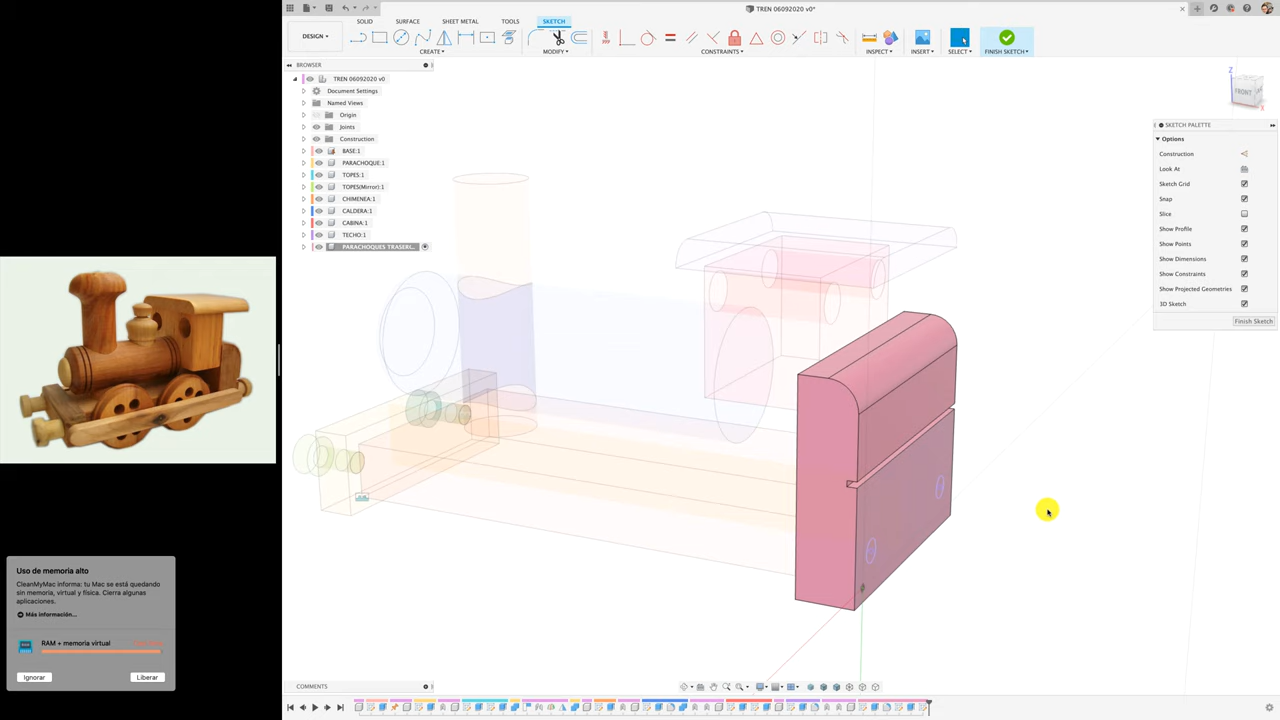 TREN 06092020 v0*
SOLID SURFACE SHEET METAL TOOLS SKETCH
DESIGN
CREATE MODIFY CONSTRAINTS INSPECT INSERT SELECT FINISH SKETCH
BROWSER
TREN 06092020 v0
Document Settings
Named Views
Origin
Joints
Construction
BASE:1
PARACHOQUE:1
TOPES:1
TOPES(Mirror):1
CHIMENEA:1
CALDERA:1
CABINA:1
TECHO:1
PARACHOQUES TRASER(...
Z
FRONT
SKETCH PALETTE
Options
Construction
Look At
Sketch Grid
Snap
Slice
Show Profile
Show Points
Show Dimensions
Show Constraints
Show Projected Geometries
3D Sketch
Finish Sketch
Uso de memoria alto
CleanMyMac informa: tu Mac se está quedando
sin memoria, virtual y física. Cierra algunas
aplicaciones.
Más información...
RAM + memoria virtual
Ignorar Liberar
COMMENTS